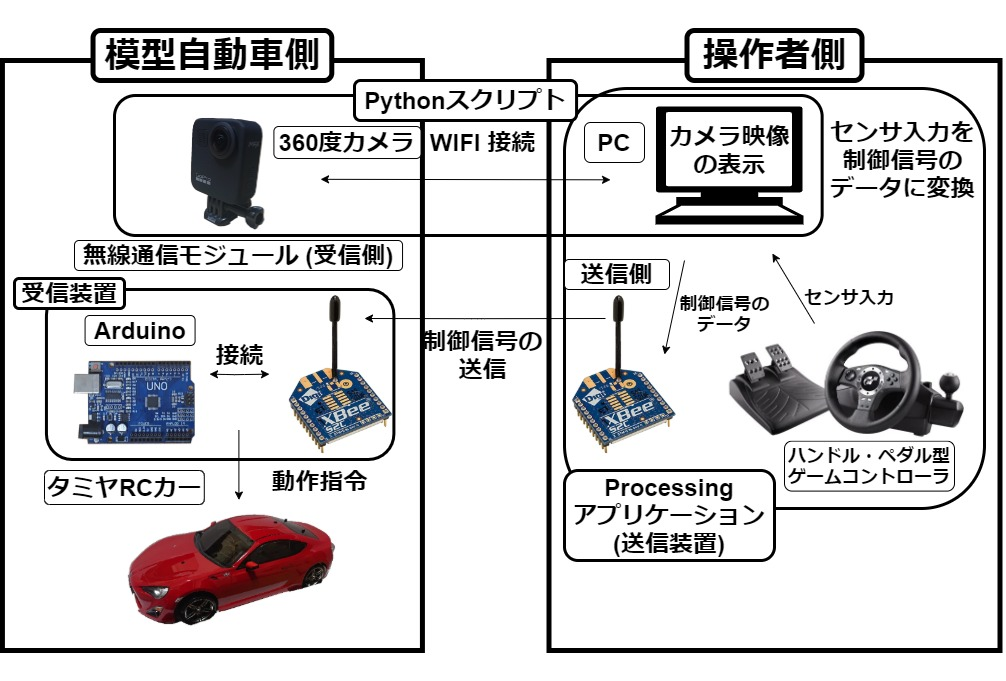 模型自動車側
操作者側
Pythonスクリプト
360度カメラ
WIFI 接続
PC
カメラ映像
の表示
センサ入力を
制御信号の
データに変換
無線通信モジュール (受信側)
送信側
受信装置
Arduino
接続
UNO
Digi
XBee
S2C
制御信号の
送信
Digi
XBee
S2C
制御信号の
データ
センサ入力
ハンドル・ペダル型
ゲームコントローラ
タミヤRCカー
動作指令
Processing
アプリケーション
(送信装置)